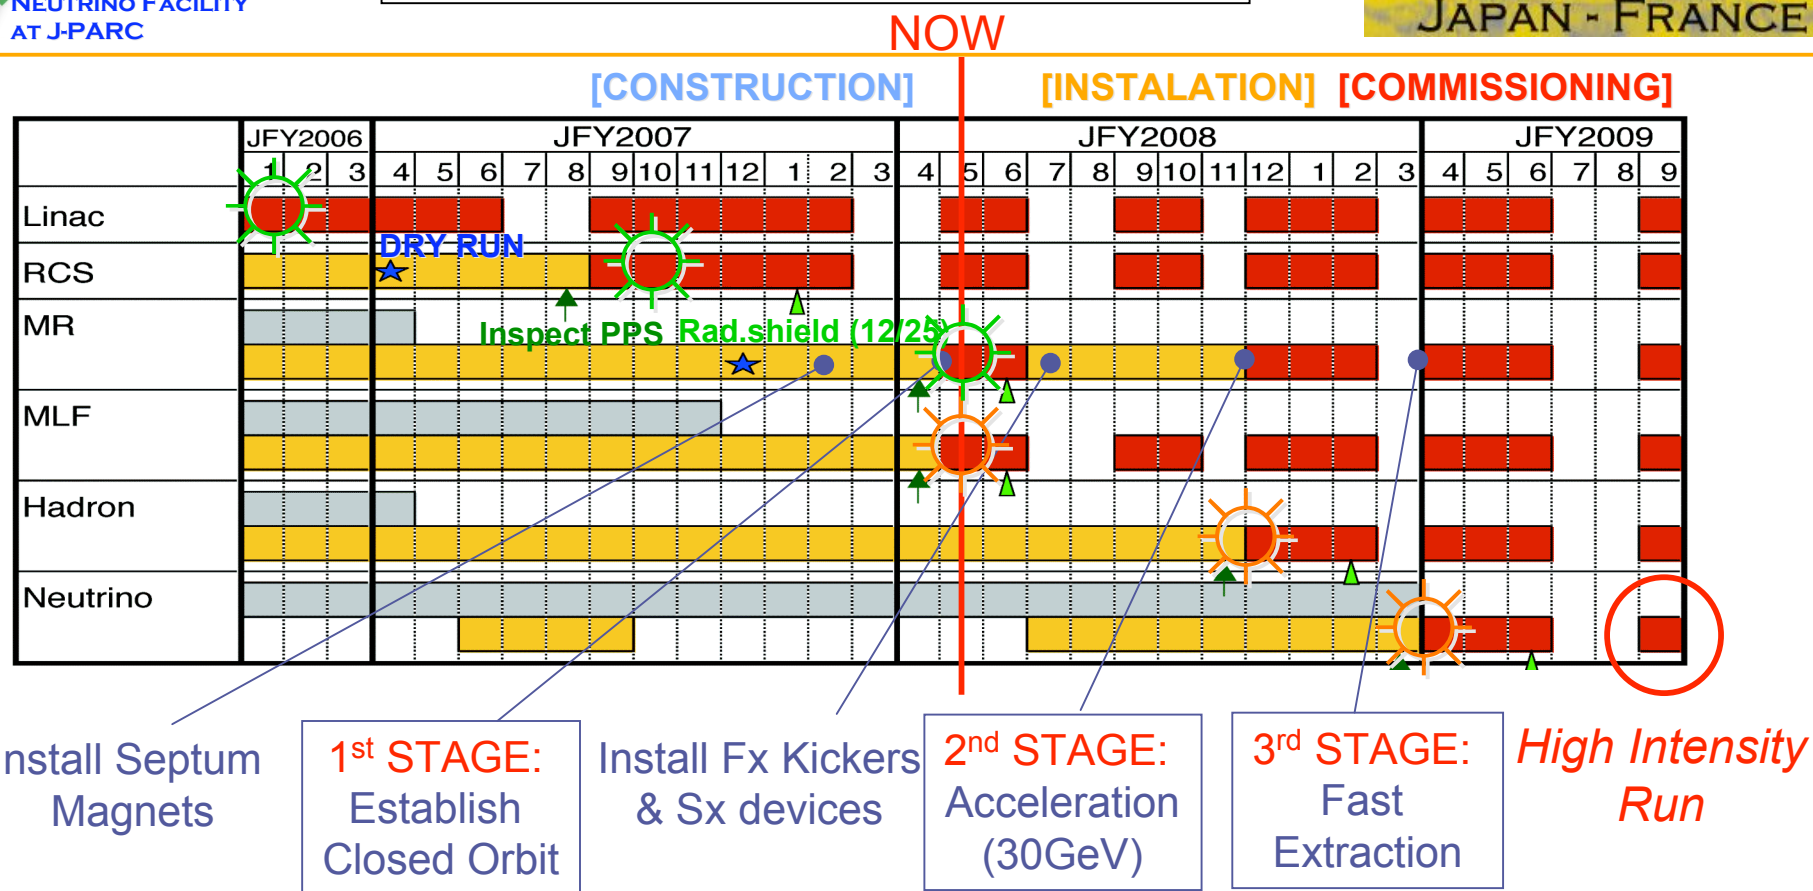 NEUTRINO FACILITY
AT J-PARC
JAPAN - FRANCE
NOW
[CONSTRUCTION] [INSTALATION] [COMMISSIONING]
JFY2006 JFY2007 JFY2008 JFY2009
1 2 3 4 5 6 7 8 9 10 11 12 1 2 3 4 5 6 7 8 9 10 11 12 1 2 3 4 5 6 7 8 9
Linac
DRY RUN
RCS
MR
Inspect PPS Rad.shield (12/25)
MLF
Hadron
Neutrino
nstall Septum
Magnets
1st STAGE:
Establish
Closed Orbit
Install Fx Kickers
& Sx devices
2nd STAGE:
Acceleration
(30GeV)
3rd STAGE:
Fast
Extraction
High Intensity
Run